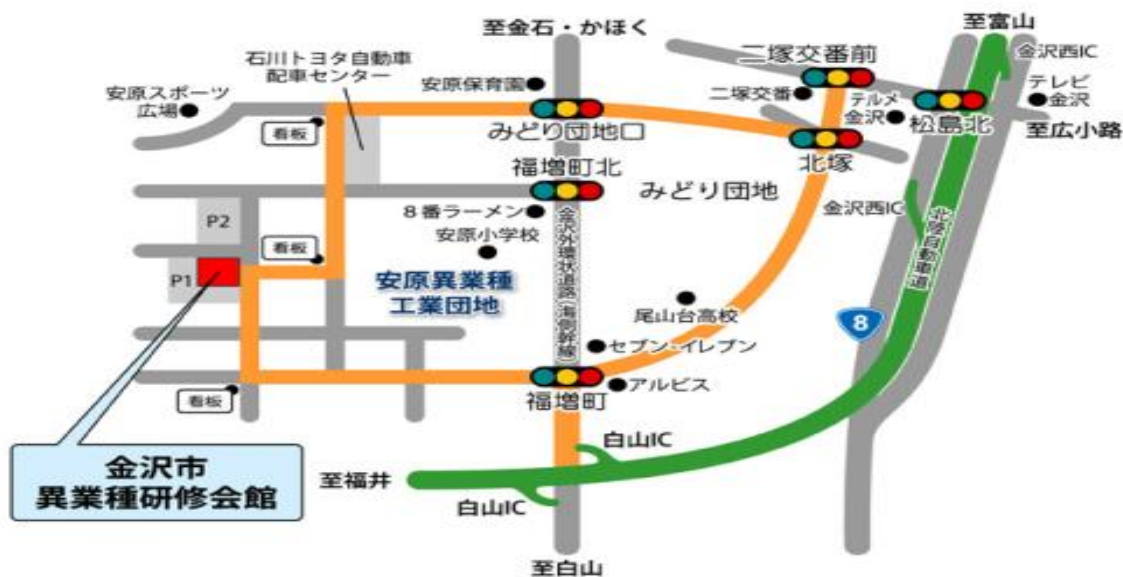 至金石・かほく
至富山
石川トヨタ自動車
配車センター
二塚交番前
金沢西IC
安原スポーツ
広場
安原保育園
二塚交番
テルメ
金沢
テレビ
金沢
看板
みどり団地口
松島北
至広小路
北塚
福増町北
みどり団地
P2
8番ラーメン
金沢西IC
安原小学校
看板
P1
安原異業種
工業団地
金沢外環状道路(海側幹線)
北陸自動車道
尾山台高校
8
セブン・イレブン
アルビス
看板
福増町
白山IC
金沢市
異業種研修会館
至福井
白山IC
至白山